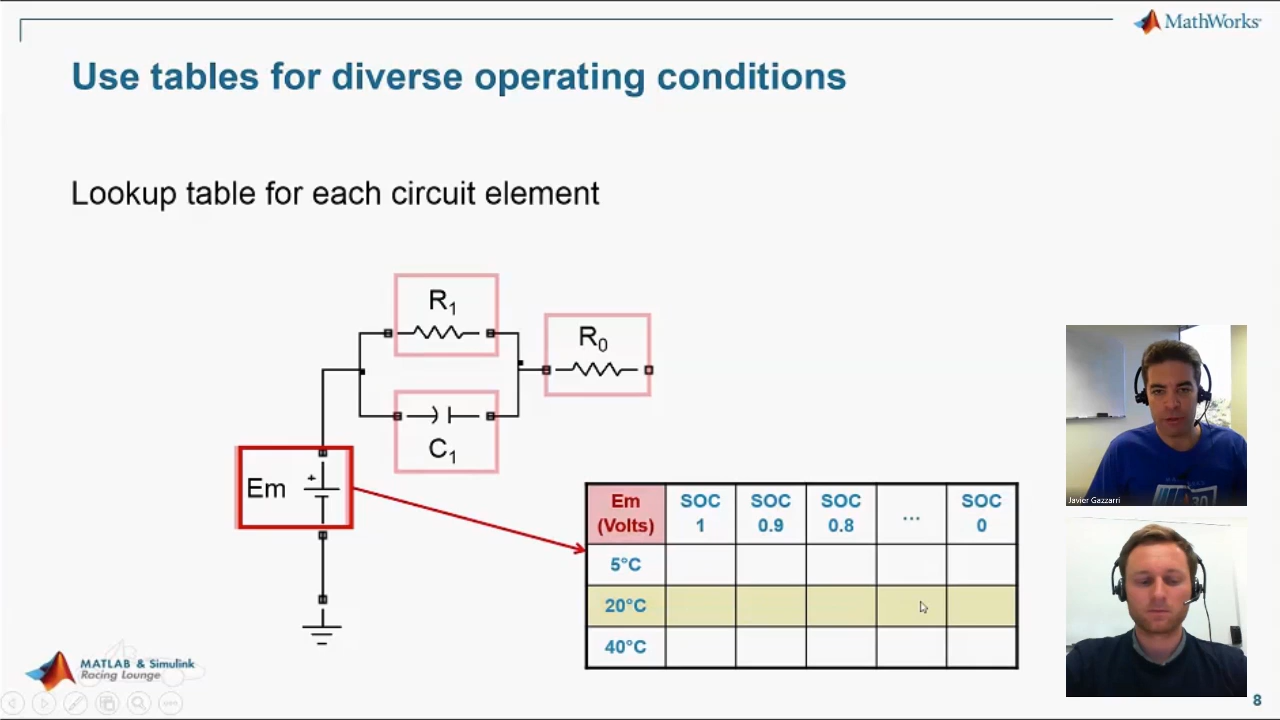 MathWorks
Use tables for diverse operating conditions
Lookup table for each circuit element
R1
R0
C1
Em
+
Em (Volts) SOC 1 SOC 0.9 SOC 0.8 ... SOC 0
5°C
20°C
40°C
Javier Gazzarri
MATLAB & Simulink
Racing Lounge
8